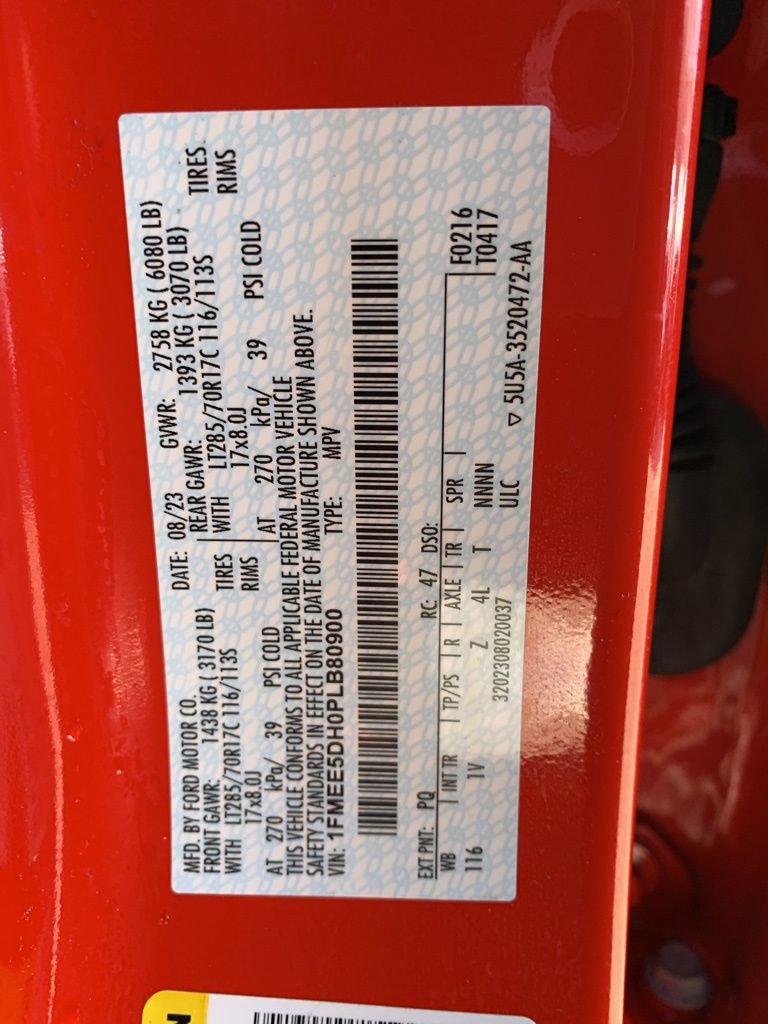 MFD. BY FORD MOTOR CO.
DATE: 08/23 GVWR: 2758 KG ( 6080 LB)
FRONT GAWR: 1438 KG ( 3170 LB) REAR GAWR: 1393 KG ( 3070 LB)
WITH LT285/70R17C 116/113S TIRES WITH LT285/70R17C 116/113S TIRES
17x8.0J RIMS 17x8.0J RIMS
AT 270 kPa/ 39 PSI COLD AT 270 kPa/ 39 PSI COLD
THIS VEHICLE CONFORMS TO ALL APPLICABLE FEDERAL MOTOR VEHICLE
SAFETY STANDARDS IN EFFECT ON THE DATE OF MANUFACTURE SHOWN ABOVE.
VIN: 1FMEE5DH0PLB80900 TYPE: MPV
EXT PNT: PQ RC: 47 DSO: F0216
WB INT TR TP/PS R AXLE TR SPR T0417
116 1V Z 4L T NNNN
3202308020037 ULC
▽ 5U5A-3520472-AA
N